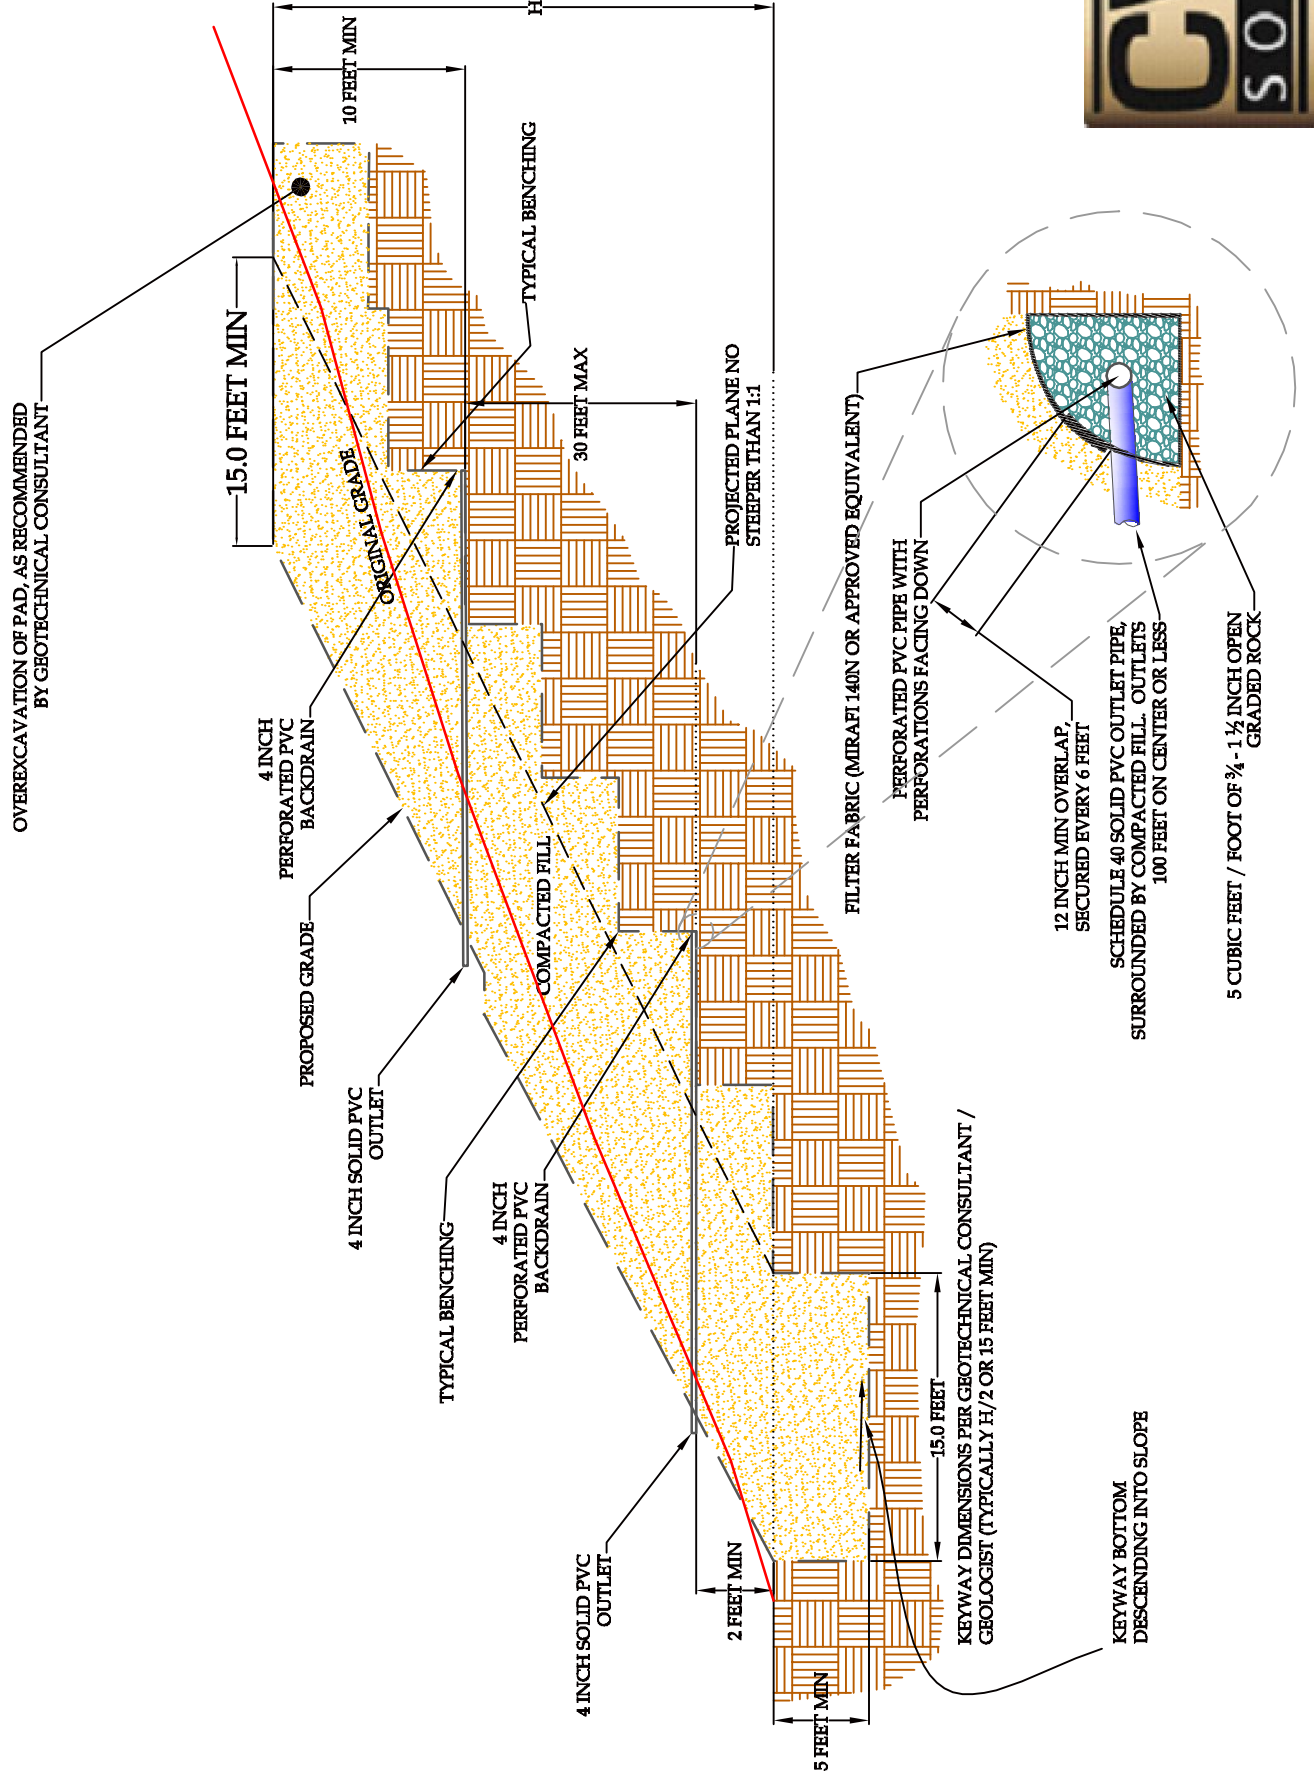 OVEREXCAVATION OF PAD, AS RECOMMENDED
BY GEOTECHNICAL CONSULTANT
15.0 FEET MIN
10 FEET MIN
H
4 INCH
PERFORATED PVC
BACKDRAIN
ORIGINAL GRADE
TYPICAL BENCHING
PROPOSED GRADE
30 FEET MAX
4 INCH SOLID PVC
OUTLET
COMPACTED FILL
PROJECTED PLANE NO
STEEPER THAN 1:1
TYPICAL BENCHING
4 INCH
PERFORATED PVC
BACKDRAIN
4 INCH SOLID PVC
OUTLET
2 FEET MIN
5 FEET MIN
15.0 FEET
KEYWAY DIMENSIONS PER GEOTECHNICAL CONSULTANT /
GEOLOGIST (TYPICALLY H/2 OR 15 FEET MIN)
KEYWAY BOTTOM
DESCENDING INTO SLOPE
FILTER FABRIC (MIRAFI 140N OR APPROVED EQUIVALENT)
PERFORATED PVC PIPE WITH
PERFORATIONS FACING DOWN
12 INCH MIN OVERLAP,
SECURED EVERY 6 FEET
SCHEDULE 40 SOLID PVC OUTLET PIPE,
SURROUNDED BY COMPACTED FILL. OUTLETS
100 FEET ON CENTER OR LESS
5 CUBIC FEET / FOOT OF ¾ - 1 ½ INCH OPEN
GRADED ROCK